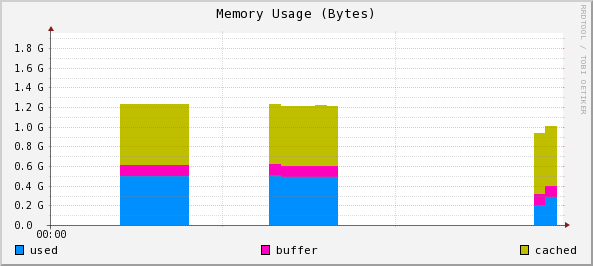 Memory Usage (Bytes)
RRDTOOL / TOBI OETIKER
1.8 G
1.6 G
1.4 G
1.2 G
1.0 G
0.8 G
0.6 G
0.4 G
0.2 G
0.0
00:00
used buffer cached